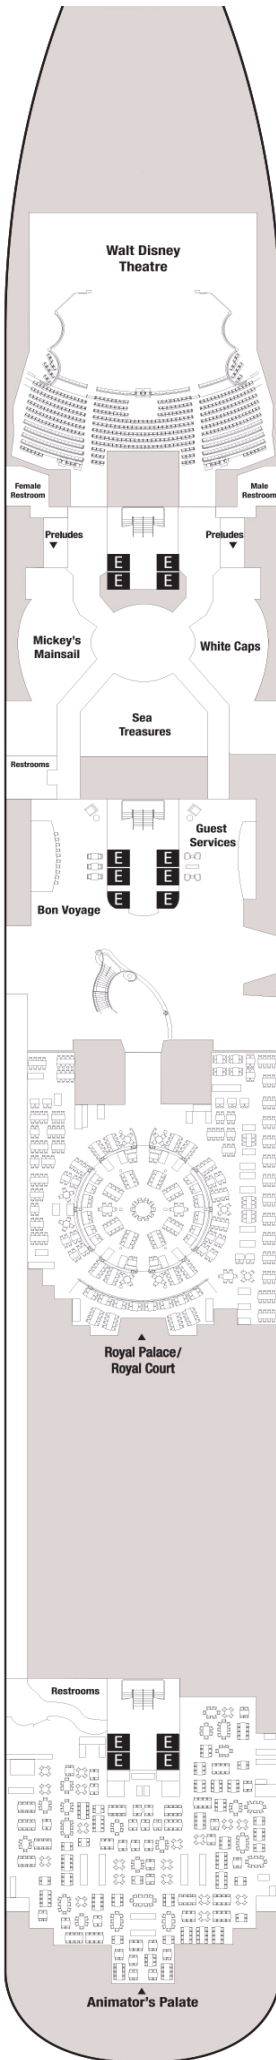 Walt Disney
Theatre
Female
Restroom
Male
Restroom
Preludes
Preludes
E E
E E
Mickey's
Mainsail
White Caps
Sea
Treasures
Restrooms
Guest
Services
E E
E E
E E
Bon Voyage
Royal Palace/
Royal Court
Restrooms
E E
E E
Animator's Palate